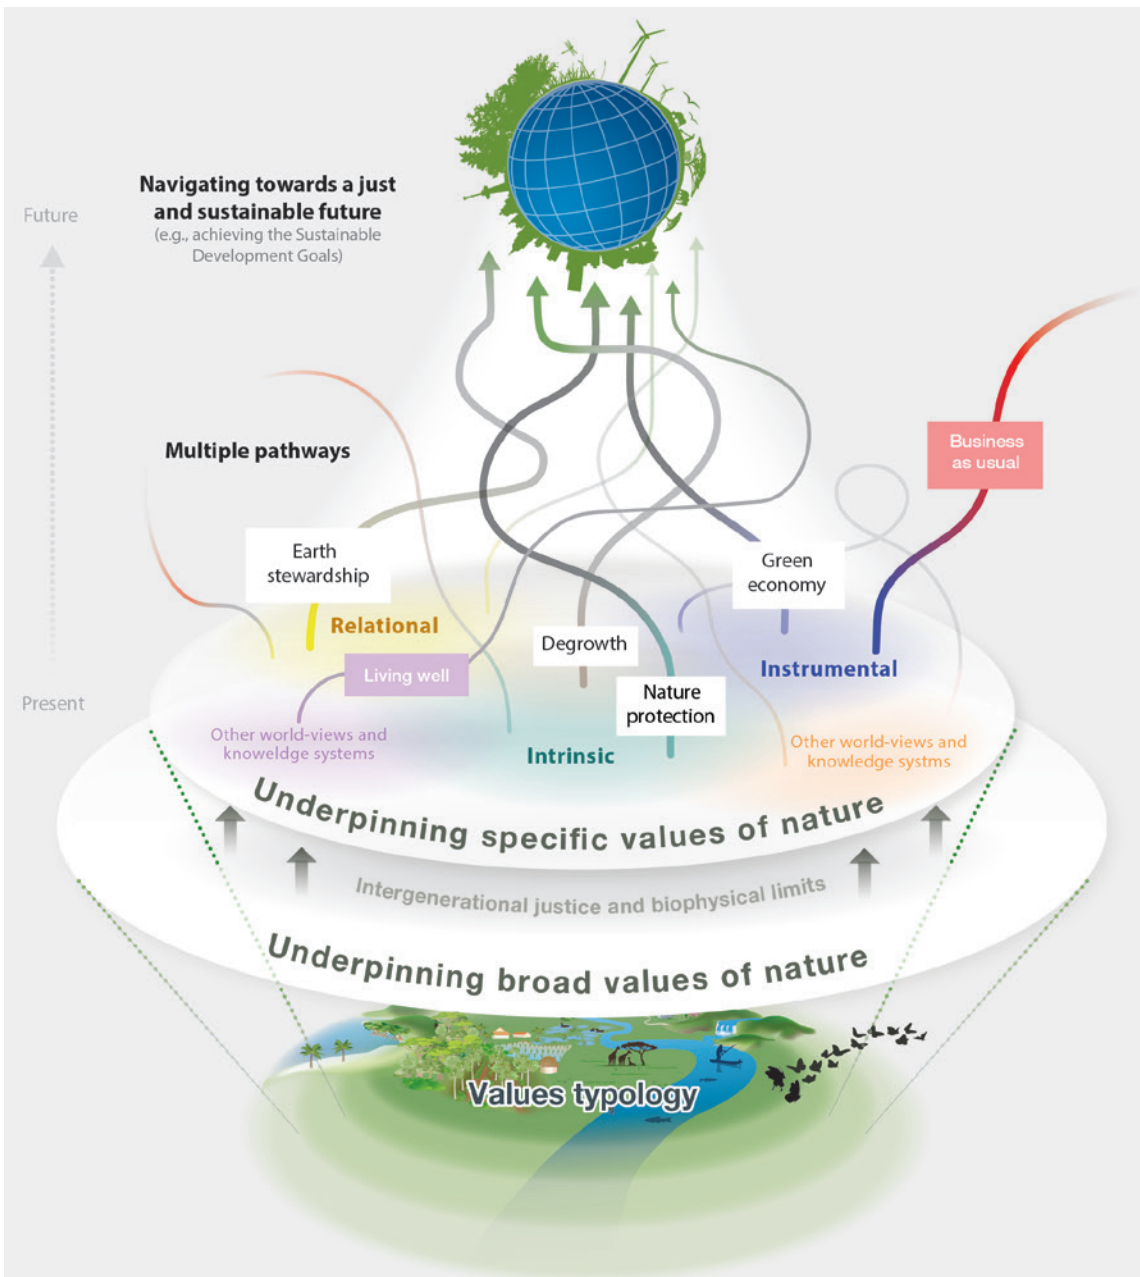 Navigating towards a just
and sustainable future
(e.g., achieving the Sustainable
Development Goals)
Future
Multiple pathways
Business
as usual
Earth
stewardship
Green
economy
Relational
Degrowth
Instrumental
Living well
Nature
protection
Present
Other world-views and
knoweldge systems
Intrinsic
Other world-views and
knowledge systms
Underpinning specific values of nature
Intergenerational justice and biophysical limits
Underpinning broad values of nature
Values typology